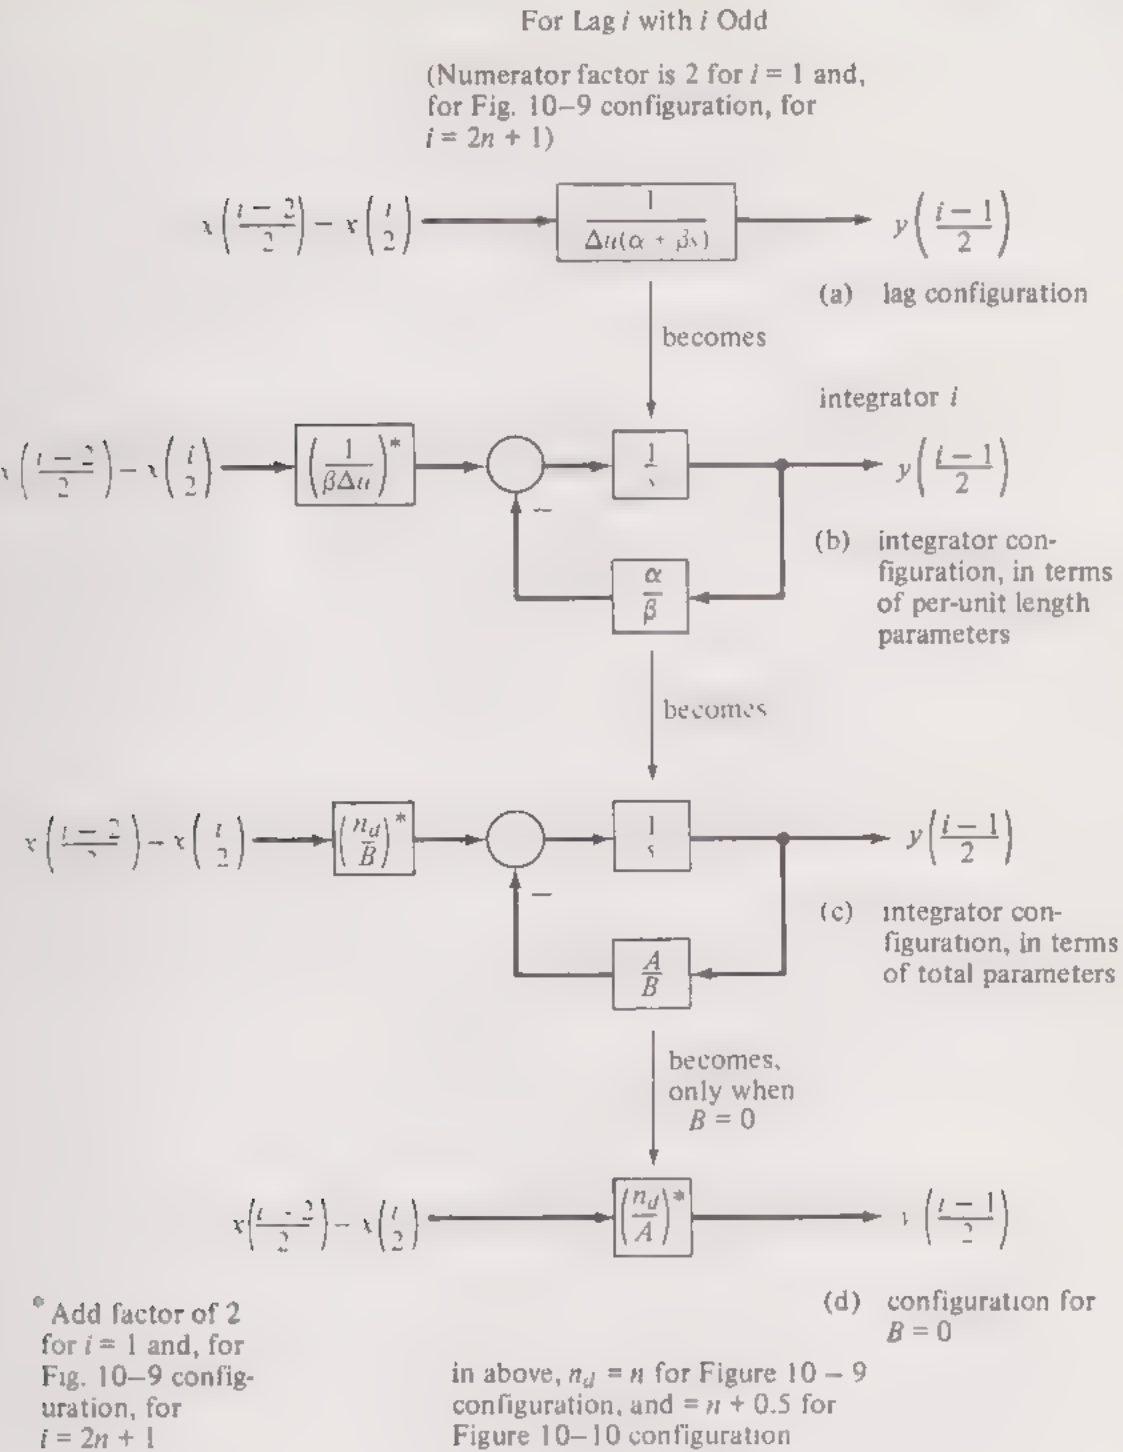 For Lag i with i Odd
(Numerator factor is 2 for i = 1 and,
for Fig. 10–9 configuration, for
i = 2n + 1)
x((i − 2)/2) − x(i/2)
1/(Δu(α + βs))
y((i − 1)/2)
(a) lag configuration
becomes
integrator i
x((i − 2)/2) − x(i/2)
(1/(βΔu))*
1/s
y((i − 1)/2)
−
α/β
(b) integrator con-
figuration, in terms
of per-unit length
parameters
becomes
x((i − 2)/2) − x(i/2)
(n_d/B)*
1/s
y((i − 1)/2)
−
A/B
(c) integrator con-
figuration, in terms
of total parameters
becomes,
only when
B = 0
x((i − 2)/2) − x(i/2)
(n_d/A)*
y((i − 1)/2)
(d) configuration for
B = 0
* Add factor of 2
for i = 1 and, for
Fig. 10–9 config-
uration, for
i = 2n + 1
in above, n_d = n for Figure 10 – 9
configuration, and = n + 0.5 for
Figure 10–10 configuration